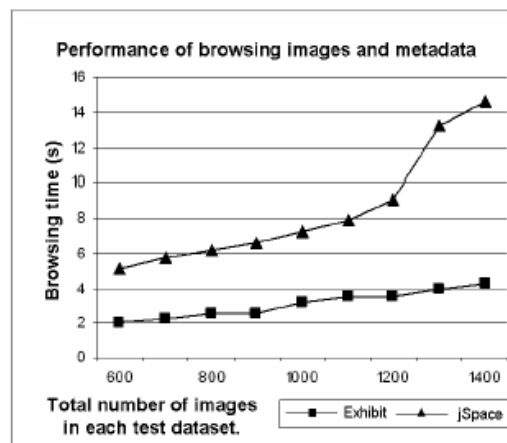 Performance of browsing images and metadata
16
14
12
10
8
6
4
2
0
Browsing time (s)
600 800 1000 1200 1400
Total number of images
in each test dataset.
Exhibit jSpace